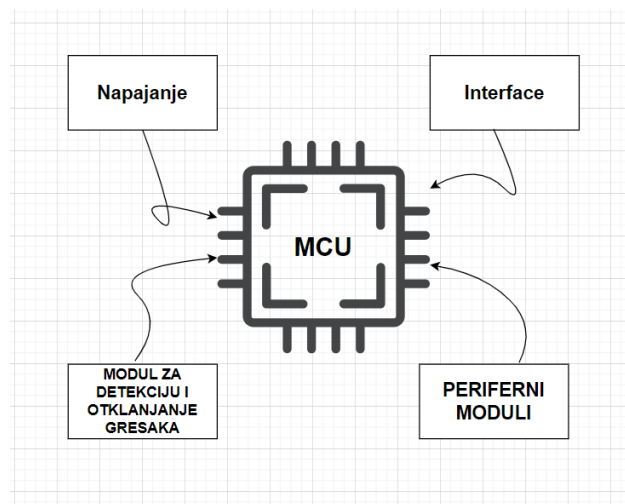 Napajanje
Interface
MCU
MODUL ZA
DETEKCIJU I
OTKLANJANJE
GRESAKA
PERIFERNI
MODULI